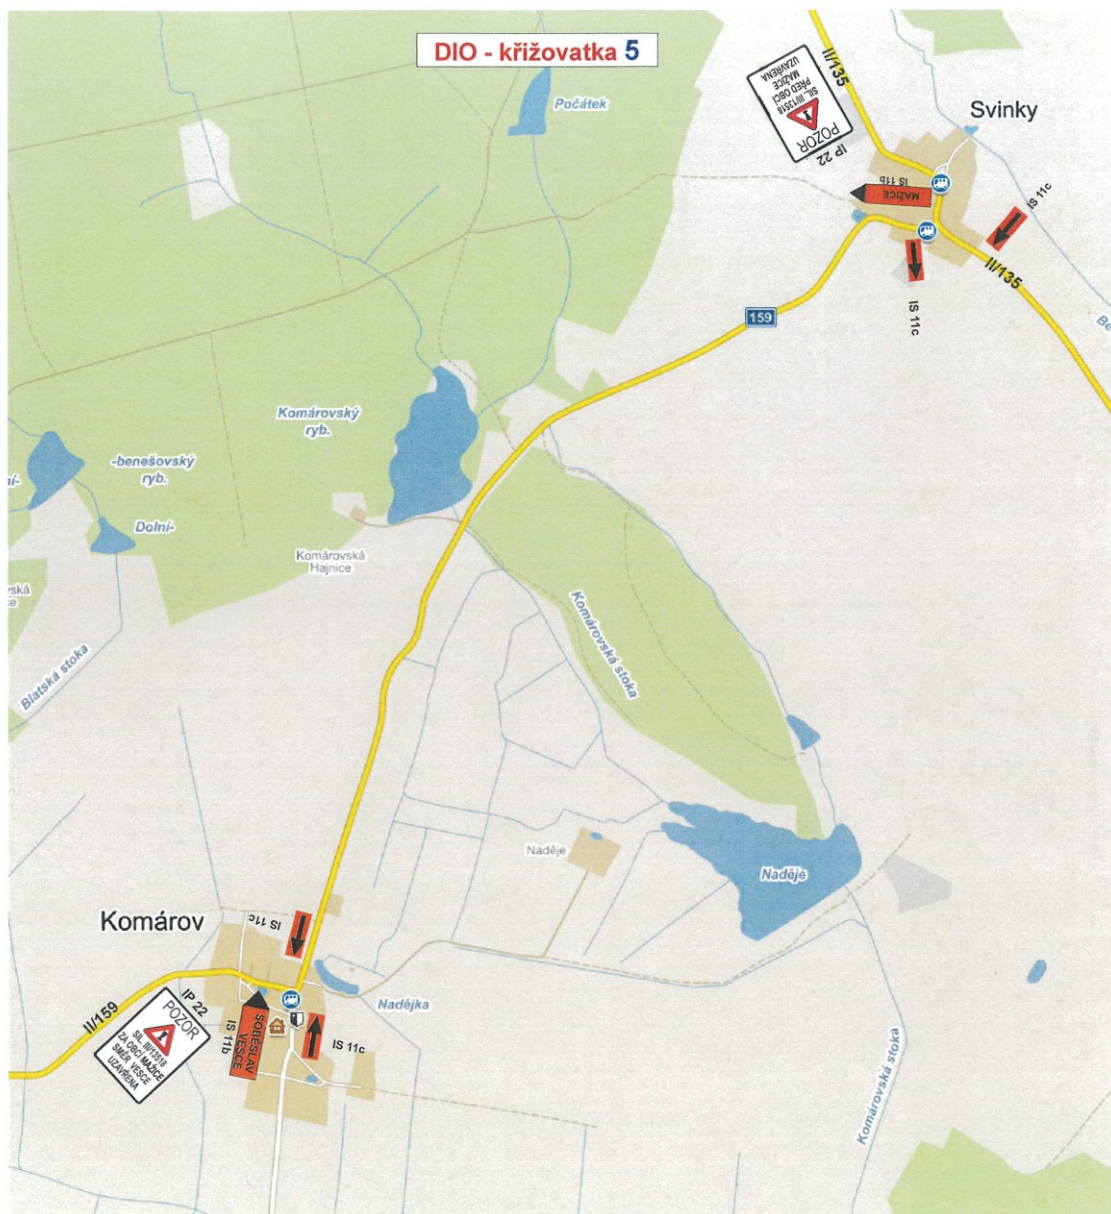 DIO - křižovatka 5
II/135
Počátek
Svinky
POZOR
SIL. III/13518
PŘED OBCÍ
MAŽICE
UZAVŘENA
IP 22
IS 11b
MAŽICE
IS 11c
II/135
IS 11c
159
Komárovský
ryb.
-benešovský
ryb.
Dolní-
Komárovská
Hajnice
Komárovská stoka
Blatská stoka
Naděje
Naděje
Komárov
IS 11c
Nadějka
II/159
IP 22
POZOR
SIL. III/13518
ZA OBCÍ MAŽICE
SMĚR VESCE
UZAVŘENA
IS 11b
SOBĚSLAV
VESCE
IS 11c
Komárovská stoka